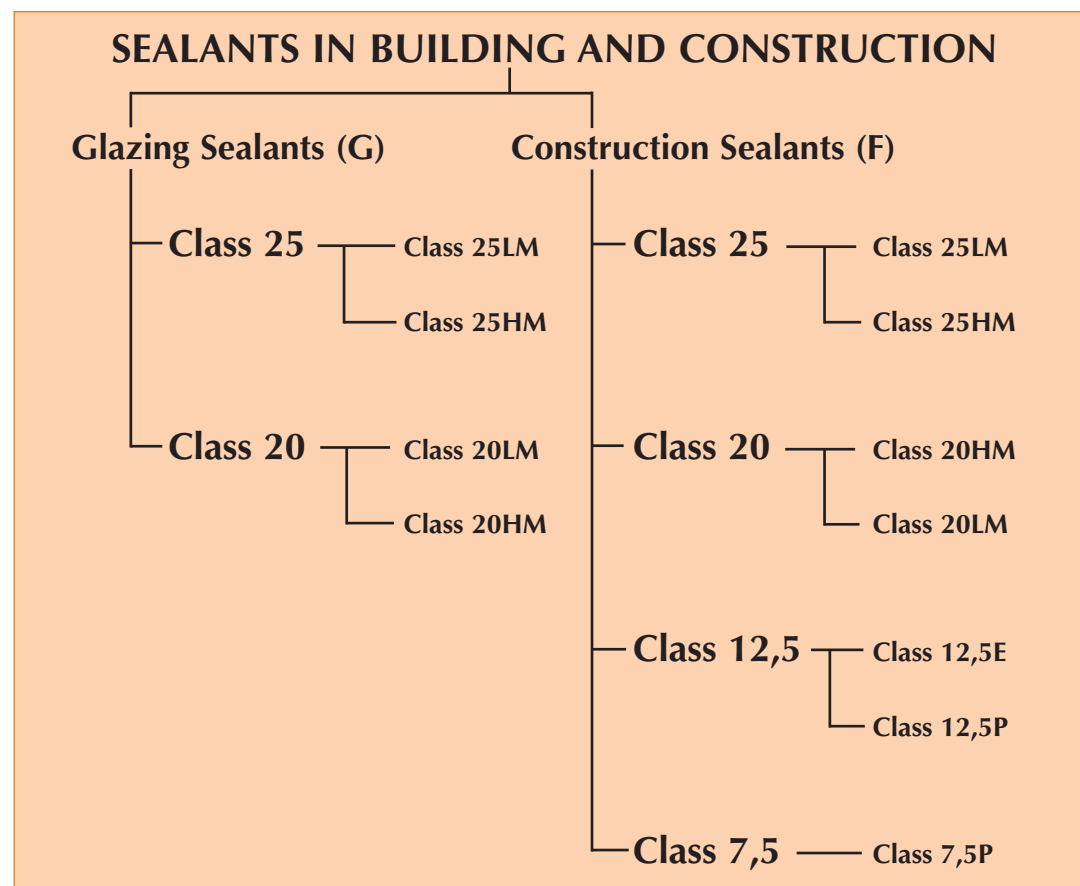 SEALANTS IN BUILDING AND CONSTRUCTION
Glazing Sealants (G)
Class 25
Class 25LM
Class 25HM
Class 20
Class 20LM
Class 20HM
Construction Sealants (F)
Class 25
Class 25LM
Class 25HM
Class 20
Class 20HM
Class 20LM
Class 12,5
Class 12,5E
Class 12,5P
Class 7,5
Class 7,5P